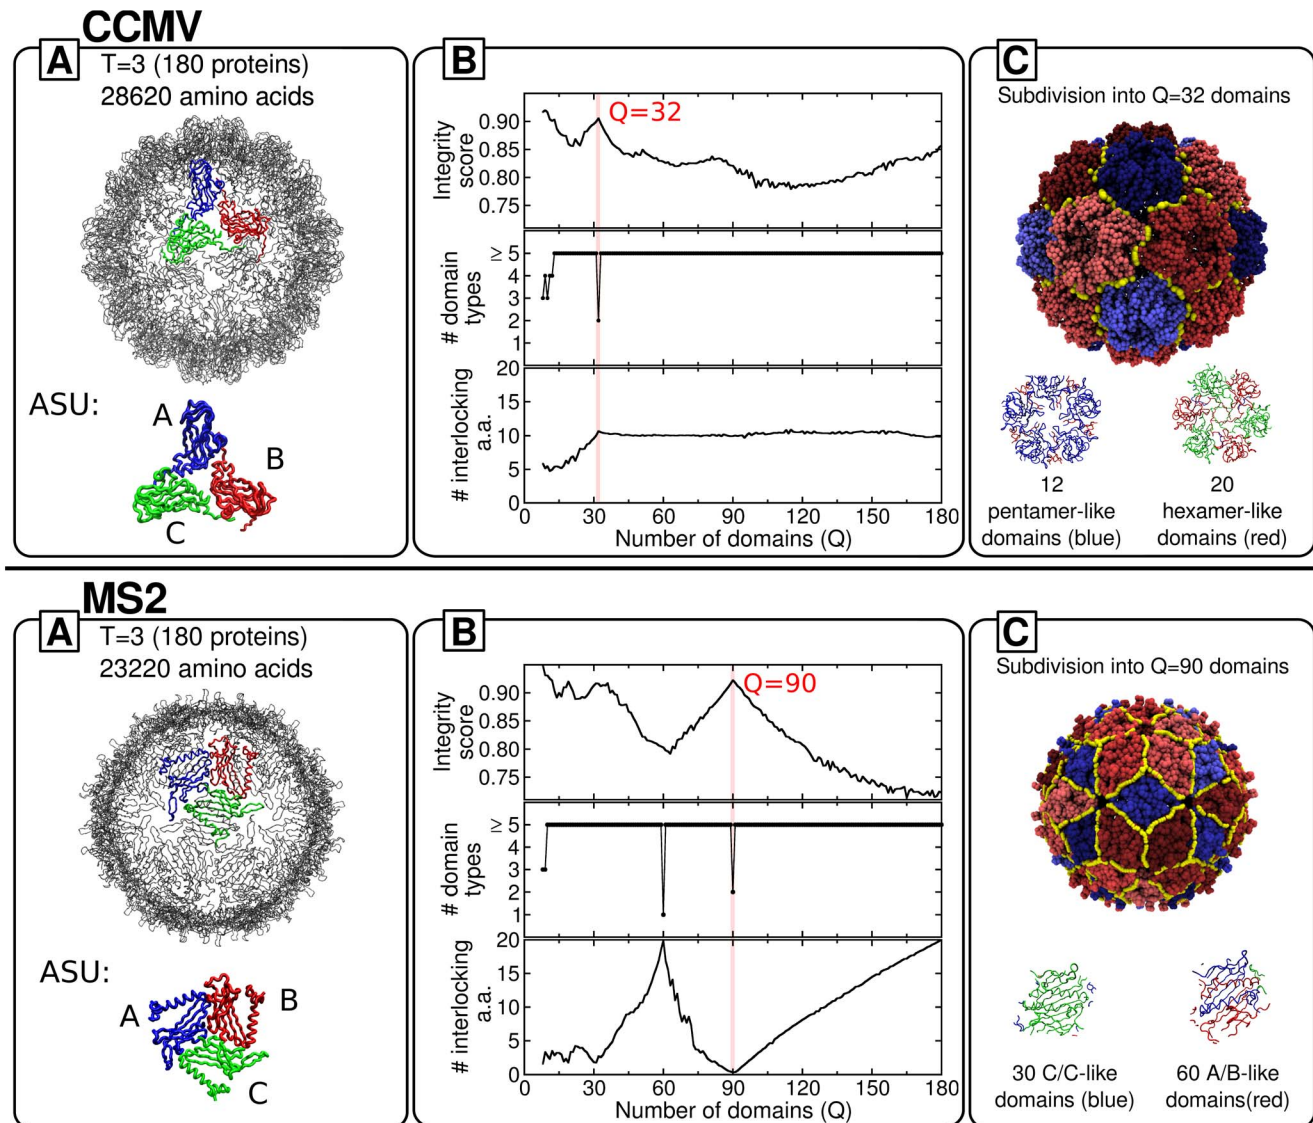 CCMV
A
T=3 (180 proteins)
28620 amino acids
ASU:
A
B
C
B
Integrity
score
0.90
0.85
0.80
0.75
Q=32
# domain
types
≥
5
4
3
2
1
# interlocking
a.a.
20
15
10
5
0
0 30 60 90 120 150 180
Number of domains (Q)
C
Subdivision into Q=32 domains
12
pentamer-like
domains (blue)
20
hexamer-like
domains (red)
MS2
A
T=3 (180 proteins)
23220 amino acids
ASU:
A
B
C
B
Integrity
score
0.90
0.85
0.80
0.75
Q=90
# domain
types
≥
5
4
3
2
1
# interlocking
a.a.
20
15
10
5
0
0 30 60 90 120 150 180
Number of domains (Q)
C
Subdivision into Q=90 domains
30 C/C-like
domains (blue)
60 A/B-like
domains(red)